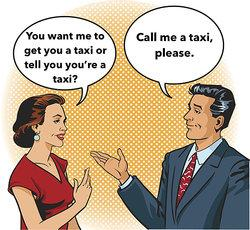 You want me to
get you a taxi or
tell you you're a
taxi?
Call me a taxi,
please.